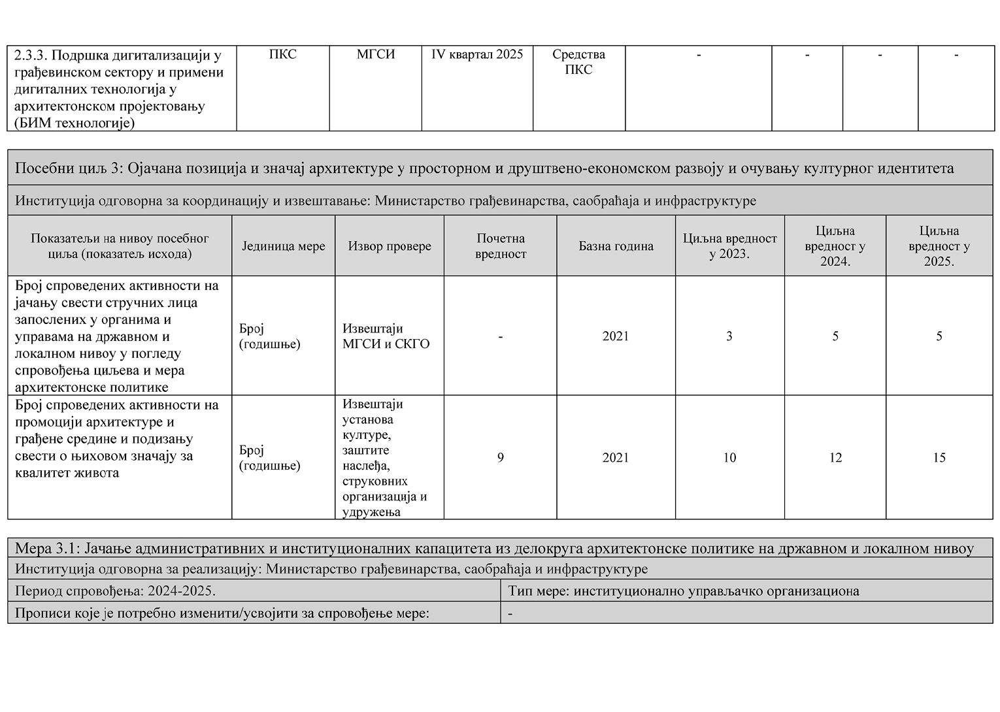 2.3.3. Подршка дигитализацији у
грађевинском сектору и примени
дигиталних технологија у
архитектонском пројектовању
(БИМ технологије)
ПКС
МГСИ
IV квартал 2025
Средства
ПКС
-
-
-
-
Посебни циљ 3: Ојачана позиција и значај архитектуре у просторном и друштвено-економском развоју и очувању културног идентитета
Институција одговорна за координацију и извештавање: Министарство грађевинарства, саобраћаја и инфраструктуре
Показатељи на нивоу посебног
циља (показатељ исхода)
Јединица мере
Извор провере
Почетна
вредност
Базна година
Циљна вредност
у 2023.
Циљна
вредност у
2024.
Циљна
вредност у
2025.
Број спроведених активности на
јачању свести стручних лица
запослених у органима и
управама на државном и
локалном нивоу у погледу
спровођења циљева и мера
архитектонске политике
Број
(годишње)
Извештаји
МГСИ и СКГО
-
2021
3
5
5
Број спроведених активности на
промоцији архитектуре и
грађене средине и подизању
свести о њиховом значају за
квалитет живота
Број
(годишње)
Извештаји
установа
културе,
заштите
наслеђа,
струковних
организација и
удружења
9
2021
10
12
15
Мера 3.1: Јачање административних и институционалних капацитета из делокруга архитектонске политике на државном и локалном нивоу
Институција одговорна за реализацију: Министарство грађевинарства, саобраћаја и инфраструктуре
Период спровођења: 2024-2025.
Тип мере: институционално управљачко организациона
Прописи које је потребно изменити/усвојити за спровођење мере:
-